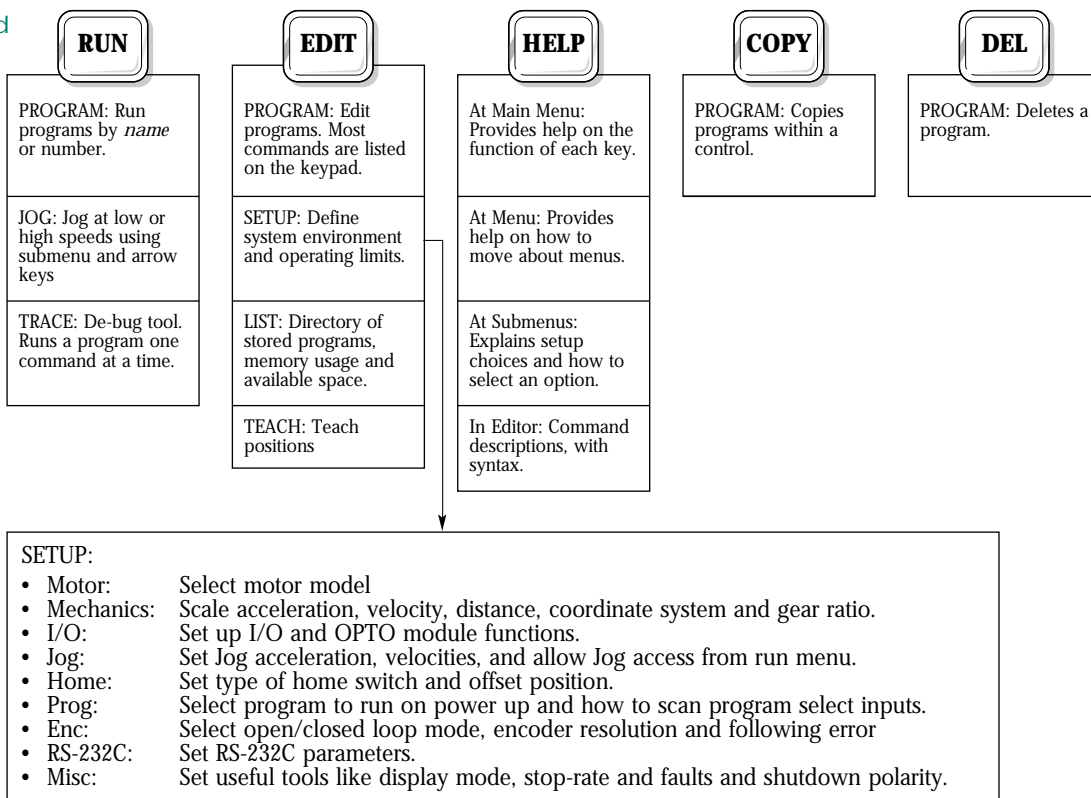 d
RUN
PROGRAM: Run
programs by name
or number.
JOG: Jog at low or
high speeds using
submenu and arrow
keys
TRACE: De-bug tool.
Runs a program one
command at a time.
EDIT
PROGRAM: Edit
programs. Most
commands are listed
on the keypad.
SETUP: Define
system environment
and operating limits.
LIST: Directory of
stored programs,
memory usage and
available space.
TEACH: Teach
positions
HELP
At Main Menu:
Provides help on the
function of each key.
At Menu: Provides
help on how to
move about menus.
At Submenus:
Explains setup
choices and how to
select an option.
In Editor: Command
descriptions, with
syntax.
COPY
PROGRAM: Copies
programs within a
control.
DEL
PROGRAM: Deletes a
program.
SETUP:
• Motor: Select motor model
• Mechanics: Scale acceleration, velocity, distance, coordinate system and gear ratio.
• I/O: Set up I/O and OPTO module functions.
• Jog: Set Jog acceleration, velocities, and allow Jog access from run menu.
• Home: Set type of home switch and offset position.
• Prog: Select program to run on power up and how to scan program select inputs.
• Enc: Select open/closed loop mode, encoder resolution and following error
• RS-232C: Set RS-232C parameters.
• Misc: Set useful tools like display mode, stop-rate and faults and shutdown polarity.